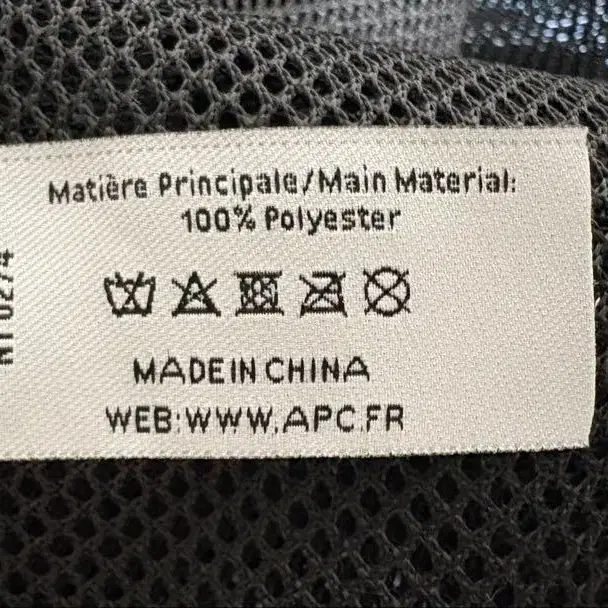 Matière Principale/Main Material:
100% Polyester
MADE IN CHINA
WEB:WWW.APC.FR